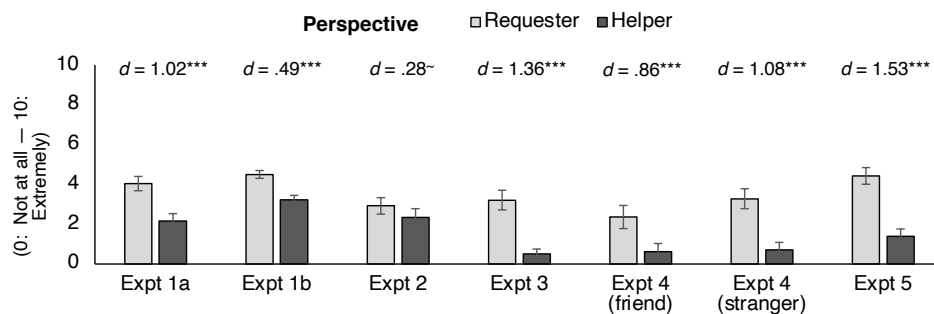 Perspective Requester Helper
d = 1.02*** d = .49*** d = .28~ d = 1.36*** d = .86*** d = 1.08*** d = 1.53***
(0: Not at all — 10:
Extremely)
10
8
6
4
2
0
Expt 1a Expt 1b Expt 2 Expt 3 Expt 4 Expt 4 Expt 5
(friend) (stranger)